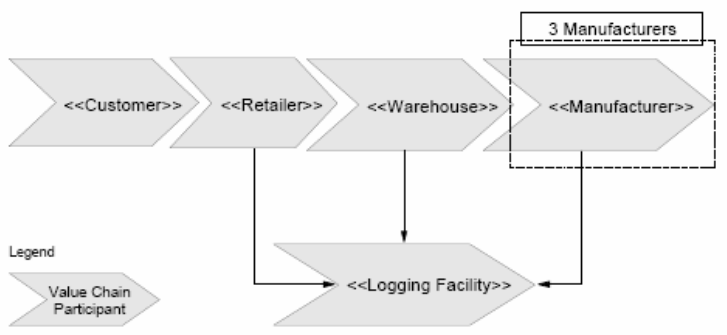 3 Manufacturers
<<Customer>>
<<Retailer>>
<<Warehouse>>
<<Manufacturer>>
<<Logging Facility>>
Legend
Value Chain
Participant